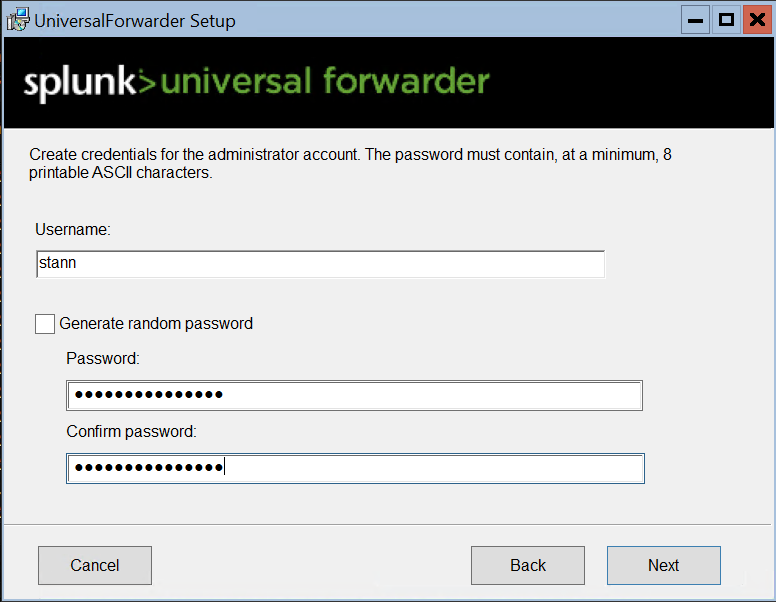 UniversalForwarder Setup
splunk>universal forwarder
Create credentials for the administrator account. The password must contain, at a minimum, 8
printable ASCII characters.
Username:
stann
Generate random password
Password:
●●●●●●●●●●●●●●●
Confirm password:
●●●●●●●●●●●●●●●
Cancel
Back
Next